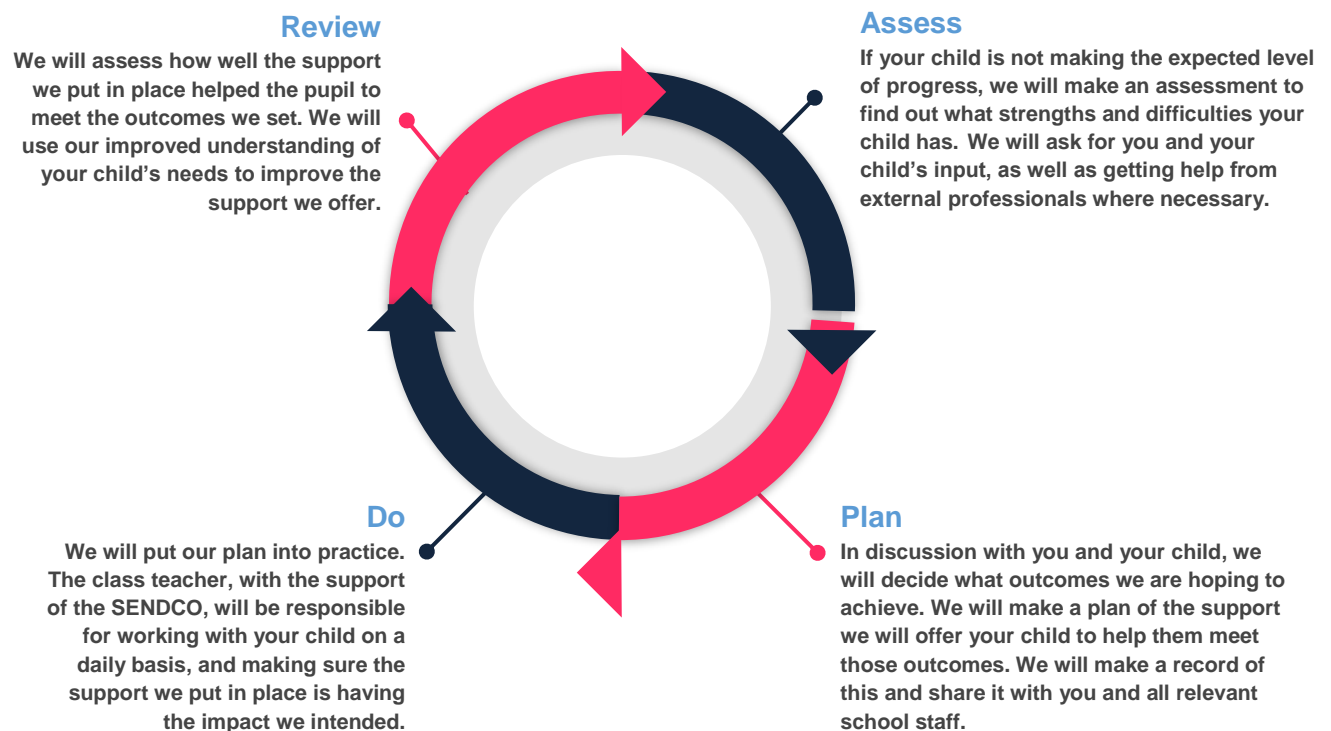 Review
We will assess how well the support
we put in place helped the pupil to
meet the outcomes we set. We will
use our improved understanding of
your child’s needs to improve the
support we offer.
Assess
If your child is not making the expected level
of progress, we will make an assessment to
find out what strengths and difficulties your
child has. We will ask for you and your
child’s input, as well as getting help from
external professionals where necessary.
Do
We will put our plan into practice.
The class teacher, with the support
of the SENDCO, will be responsible
for working with your child on a
daily basis, and making sure the
support we put in place is having
the impact we intended.
Plan
In discussion with you and your child, we
will decide what outcomes we are hoping to
achieve. We will make a plan of the support
we will offer your child to help them meet
those outcomes. We will make a record of
this and share it with you and all relevant
school staff.